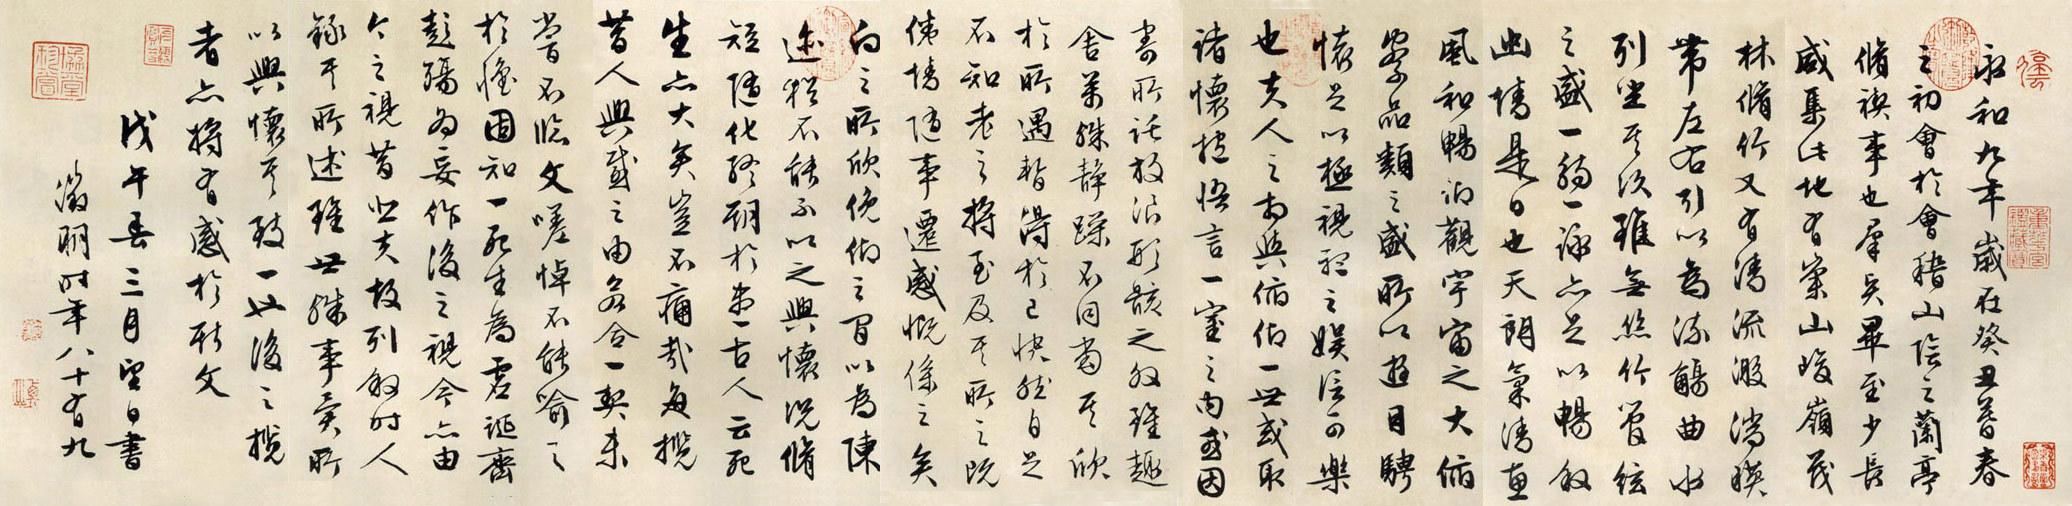 永和九年歲在癸丑暮春
之初會於會稽山陰之蘭亭
脩禊事也羣賢畢至少長
咸集此地有崇山峻嶺茂
林脩竹又有清流激湍暎
帶左右引以為流觴曲水
列坐其次雖無絲竹管絃
之盛一觴一詠亦足以暢敘
幽情是日也天朗氣清惠
風和暢仰觀宇宙之大俯
察品類之盛所以遊目騁
懷足以極視聽之娛信可樂
也夫人之相與俯仰一世或取
諸懷抱悟言一室之內或因
寄所託放浪形骸之外雖趣
舍萬殊靜躁不同當其欣
於所遇暫得於己快然自足
不知老之將至及其所之既
倦情隨事遷感慨係之矣
向之所欣俛仰之間以為陳
迹猶不能不以之興懷況脩
短隨化終期於盡古人云死
生亦大矣豈不痛哉每攬
昔人興感之由若合一契未
嘗不臨文嗟悼不能喻之
於懷固知一死生為虛誕齊
彭殤為妄作後之視今亦由
今之視昔悲夫故列敘時人
錄其所述雖世殊事異所
以興懷其致一也後之攬
者亦將有感於斯文
戊午春三月望日書
徵明時年八十有九